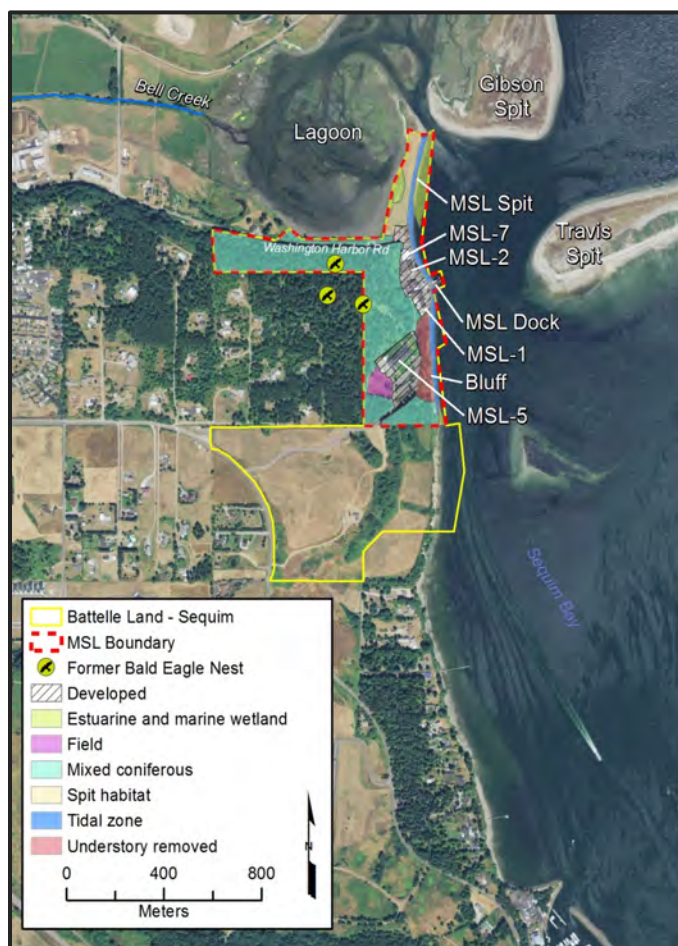 Bell Creek
Lagoon
Gibson
Spit
MSL Spit
MSL-7
Washington Harbor Rd
MSL-2
Travis
Spit
MSL Dock
MSL-1
Bluff
MSL-5
Sequim Bay
Battelle Land - Sequim
MSL Boundary
Former Bald Eagle Nest
Developed
Estuarine and marine wetland
Field
Mixed coniferous
Spit habitat
Tidal zone
Understory removed
N
0 400 800
Meters